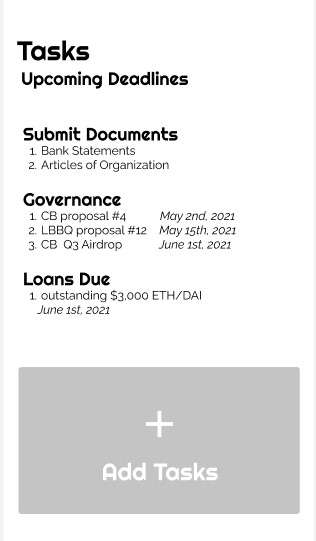 Tasks
Upcoming Deadlines
Submit Documents
1. Bank Statements
2. Articles of Organization
Governance
1. CB proposal #4 May 2nd, 2021
2. LBBQ proposal #12 May 15th, 2021
3. CB Q3 Airdrop June 1st, 2021
Loans Due
1. outstanding $3,000 ETH/DAI
June 1st, 2021
+
Add Tasks